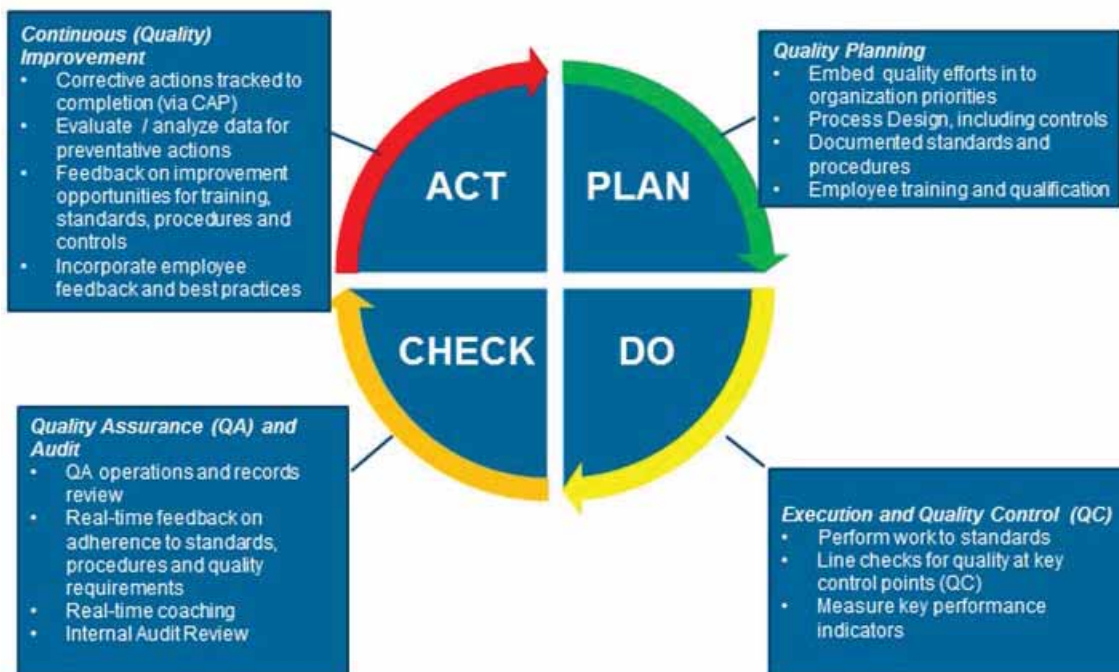 Continuous (Quality)
Improvement
• Corrective actions tracked to
completion (via CAP)
• Evaluate / analyze data for
preventative actions
• Feedback on improvement
opportunities for training,
standards, procedures and
controls
• Incorporate employee
feedback and best practices
Quality Planning
• Embed quality efforts in to
organization priorities
• Process Design, including controls
• Documented standards and
procedures
• Employee training and qualification
ACT
PLAN
CHECK
DO
Quality Assurance (QA) and
Audit
• QA operations and records
review
• Real-time feedback on
adherence to standards,
procedures and quality
requirements
• Real-time coaching
• Internal Audit Review
Execution and Quality Control (QC)
• Perform work to standards
• Line checks for quality at key
control points (QC)
• Measure key performance
indicators